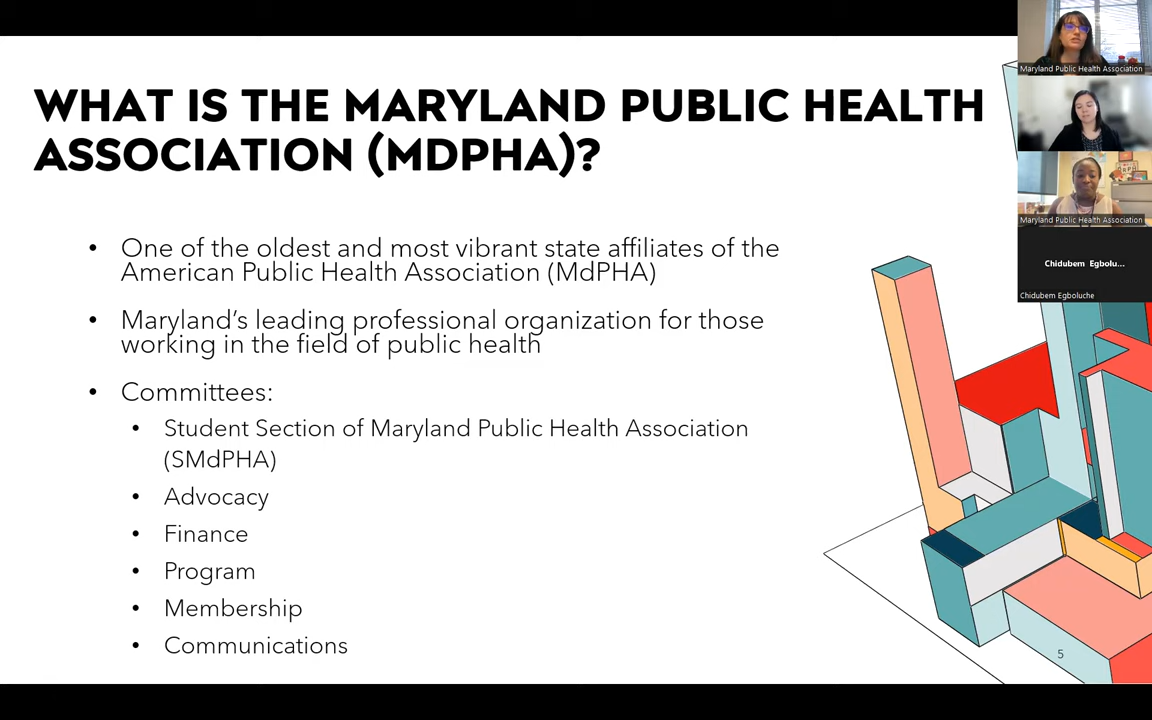 WHAT IS THE MARYLAND PUBLIC HEALTH
ASSOCIATION (MDPHA)?
• One of the oldest and most vibrant state affiliates of the
American Public Health Association (MdPHA)
• Maryland’s leading professional organization for those
working in the field of public health
• Committees:
• Student Section of Maryland Public Health Association
(SMdPHA)
• Advocacy
• Finance
• Program
• Membership
• Communications
5
Maryland Public Health Association
Maryland Public Health Association
Chidubem Egbolu...
Chidubem Egboluche